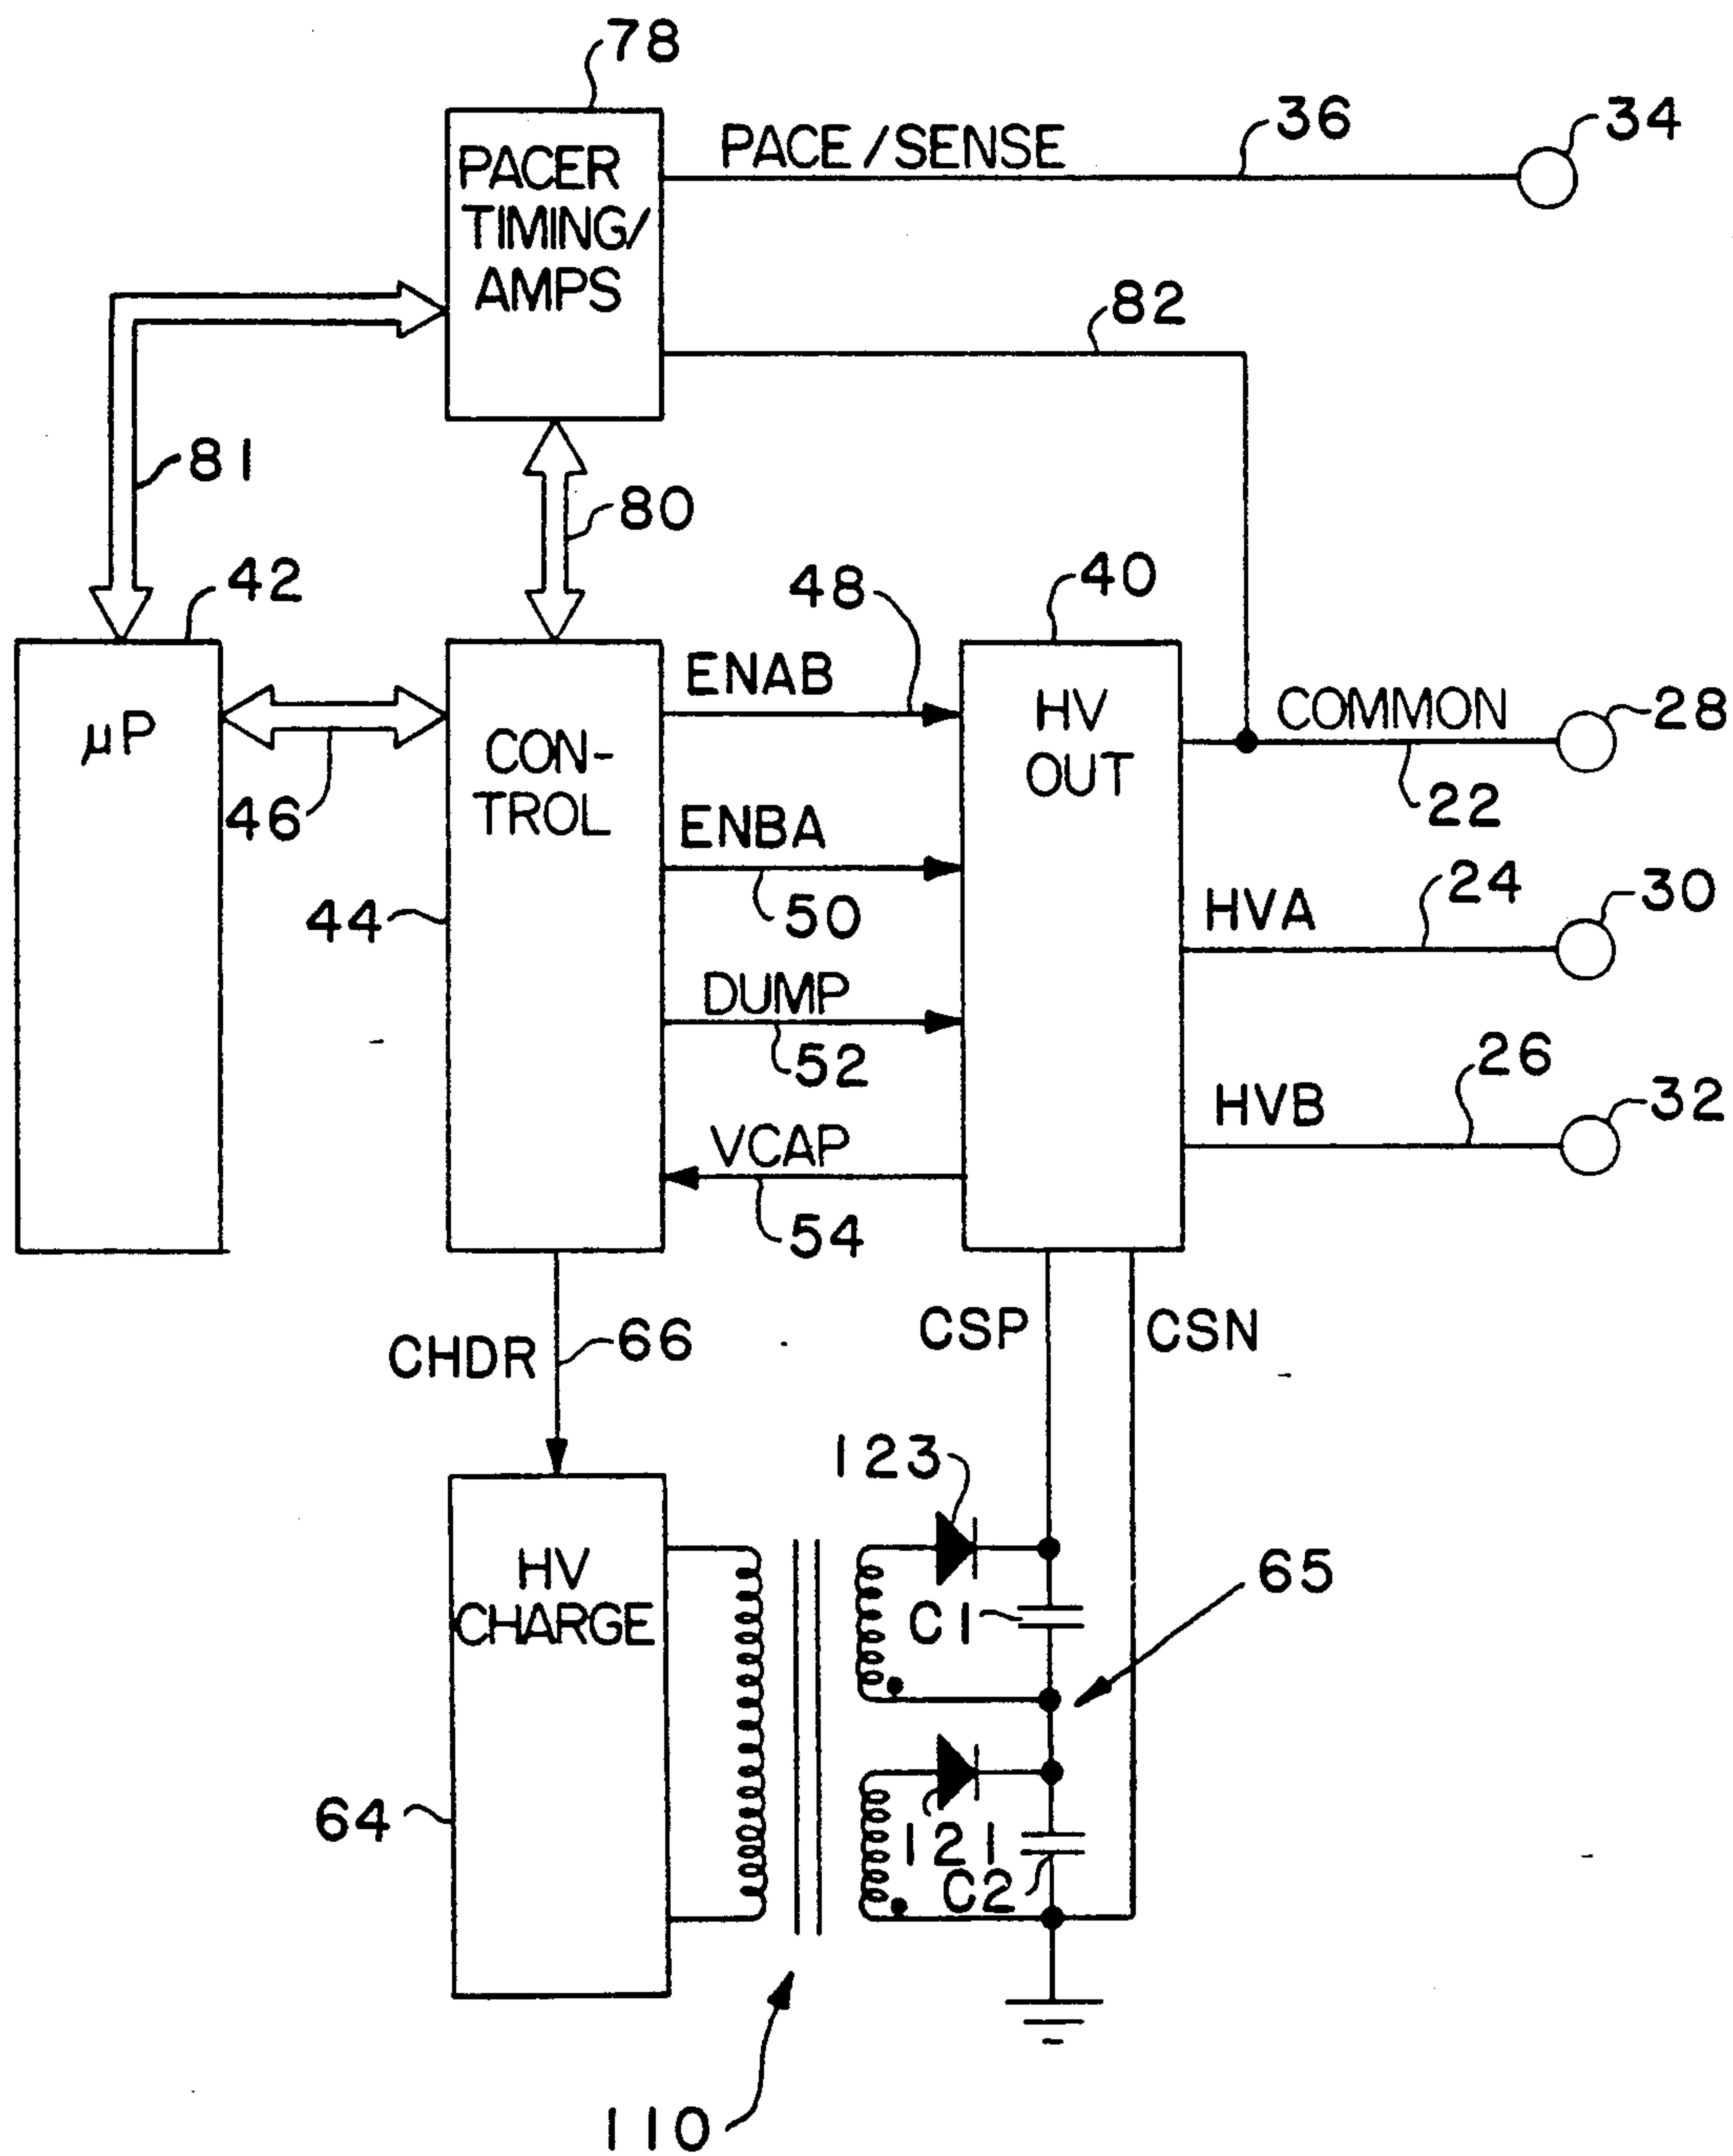 78
PACER
TIMING/
AMPS
PACE/SENSE
36
34
82
81
80
42
48
40
µP
46
CON-
TROL
44
ENAB
ENBA
50
DUMP
52
VCAP
54
HV
OUT
COMMON
28
22
HVA
24
30
HVB
26
32
CHDR
66
CSP
CSN
123
HV
CHARGE
C1
65
64
121
C2
110